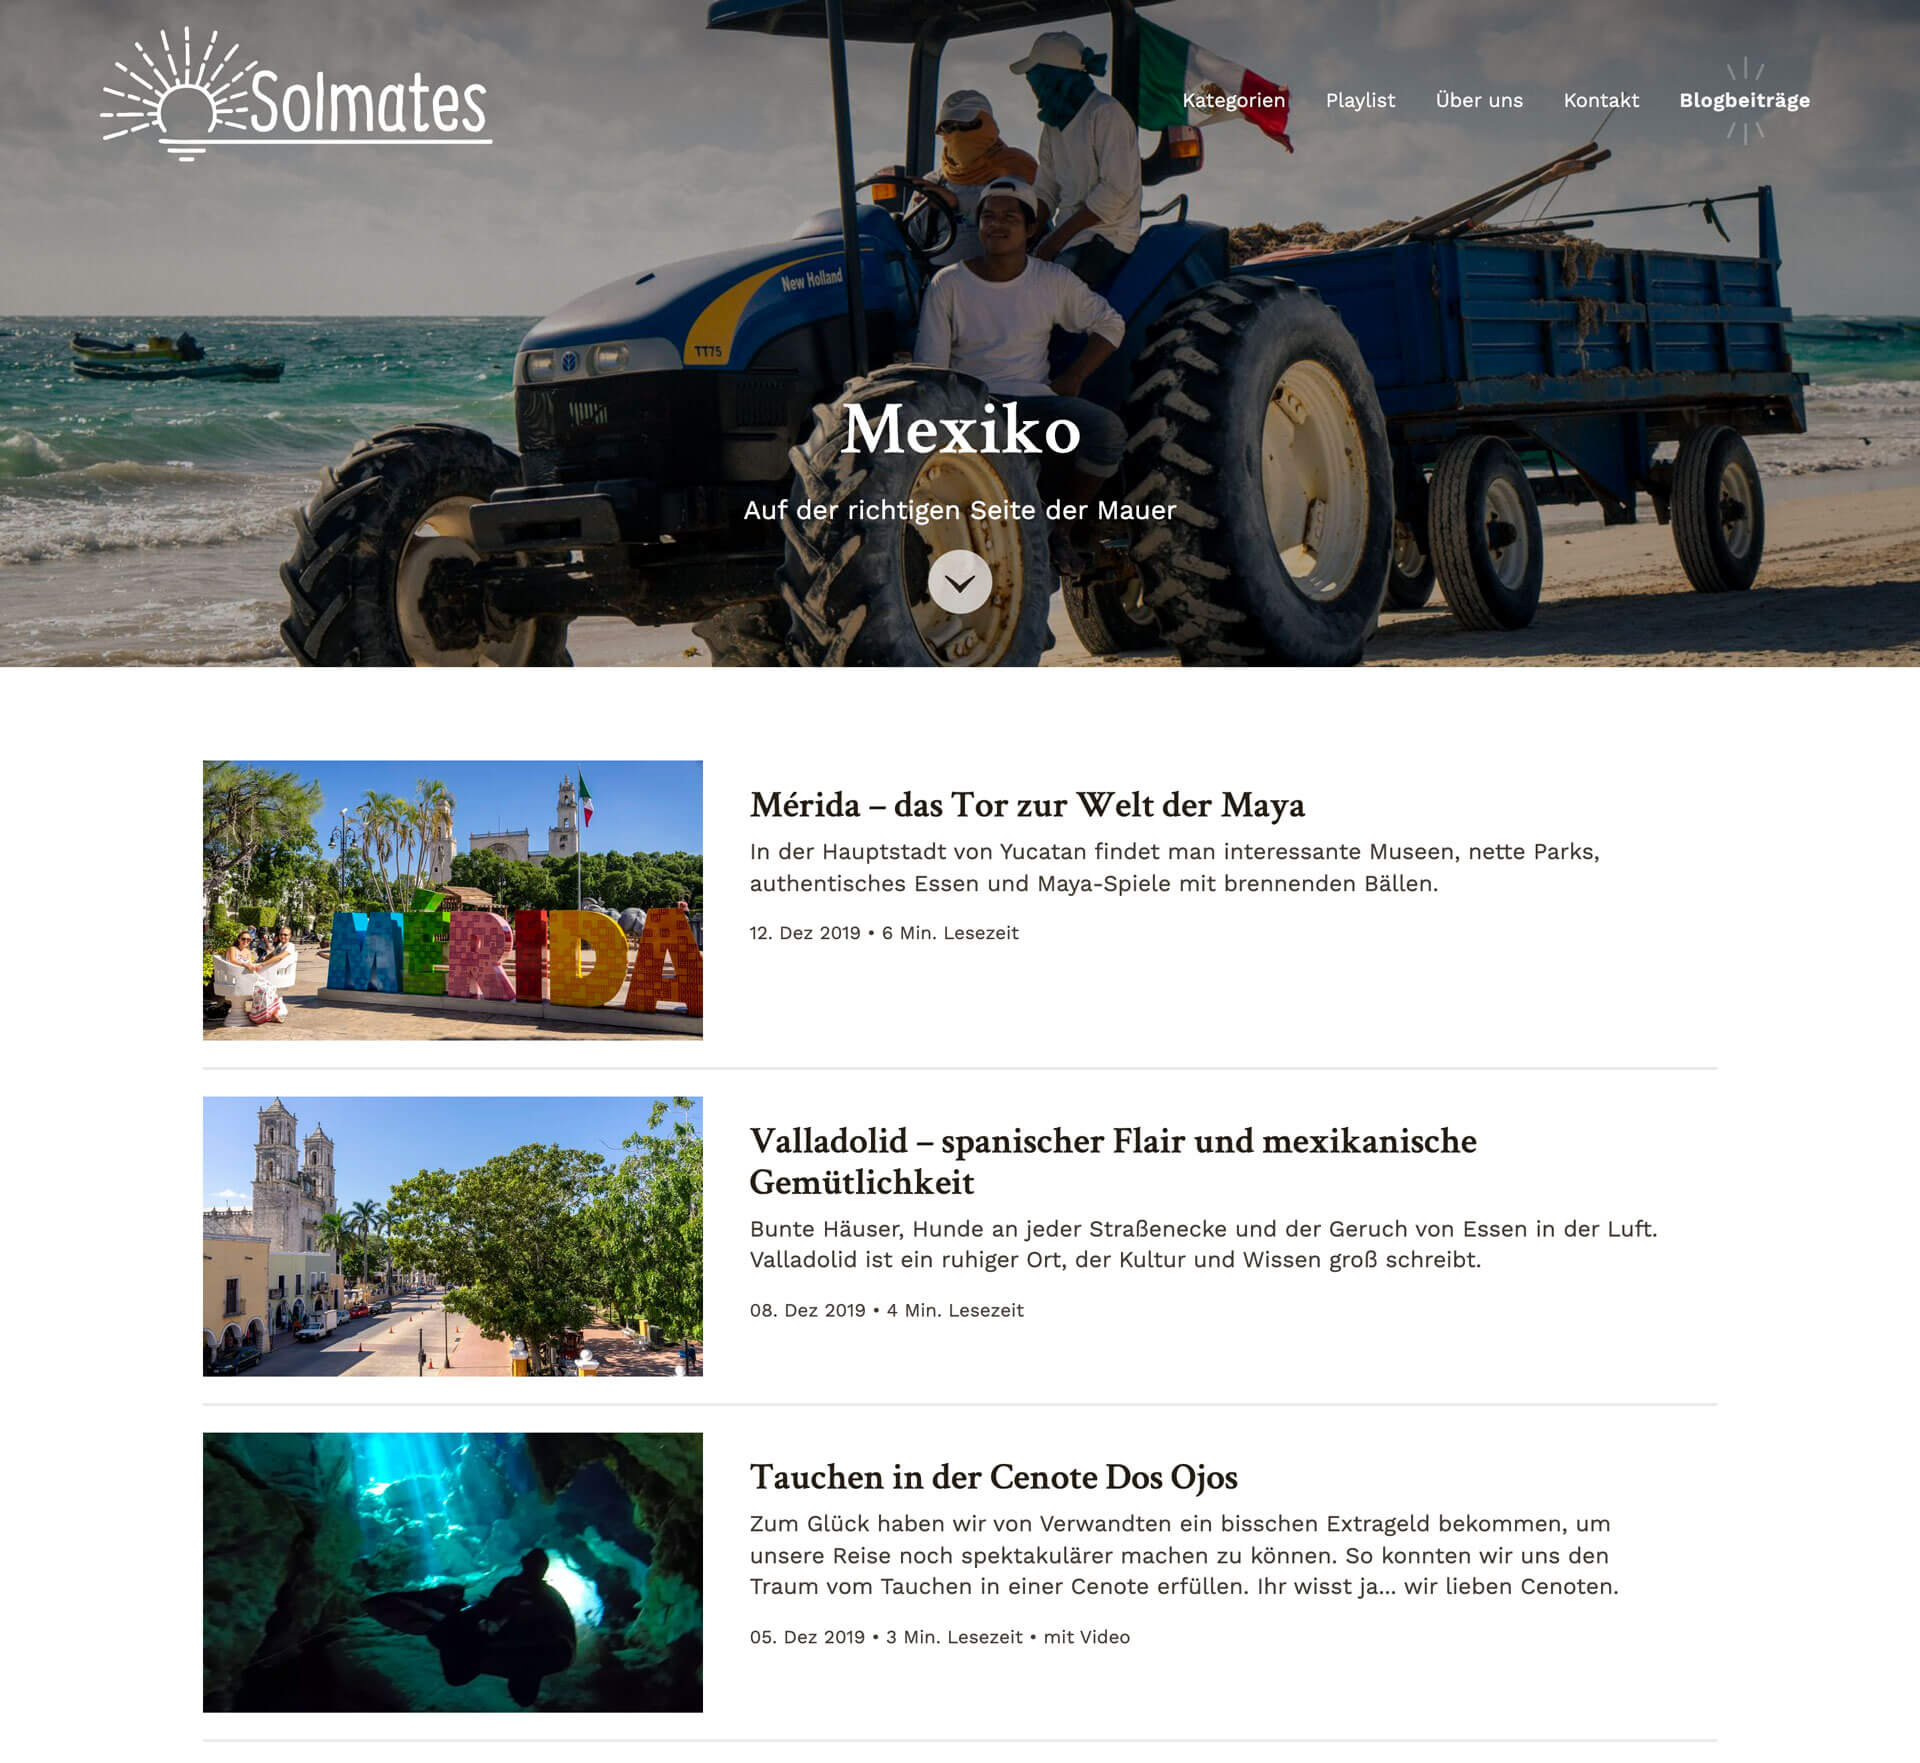 Solmates
Kategorien
Playlist
Über uns
Kontakt
Blogbeiträge
New Holland
TT75
Mexiko
Auf der richtigen Seite der Mauer
MÉRIDA
Mérida – das Tor zur Welt der Maya
In der Hauptstadt von Yucatan findet man interessante Museen, nette Parks,
authentisches Essen und Maya-Spiele mit brennenden Bällen.
12. Dez 2019 • 6 Min. Lesezeit
Valladolid – spanischer Flair und mexikanische
Gemütlichkeit
Bunte Häuser, Hunde an jeder Straßenecke und der Geruch von Essen in der Luft.
Valladolid ist ein ruhiger Ort, der Kultur und Wissen groß schreibt.
08. Dez 2019 • 4 Min. Lesezeit
Tauchen in der Cenote Dos Ojos
Zum Glück haben wir von Verwandten ein bisschen Extrageld bekommen, um
unsere Reise noch spektakulärer machen zu können. So konnten wir uns den
Traum vom Tauchen in einer Cenote erfüllen. Ihr wisst ja... wir lieben Cenoten.
05. Dez 2019 • 3 Min. Lesezeit • mit Video